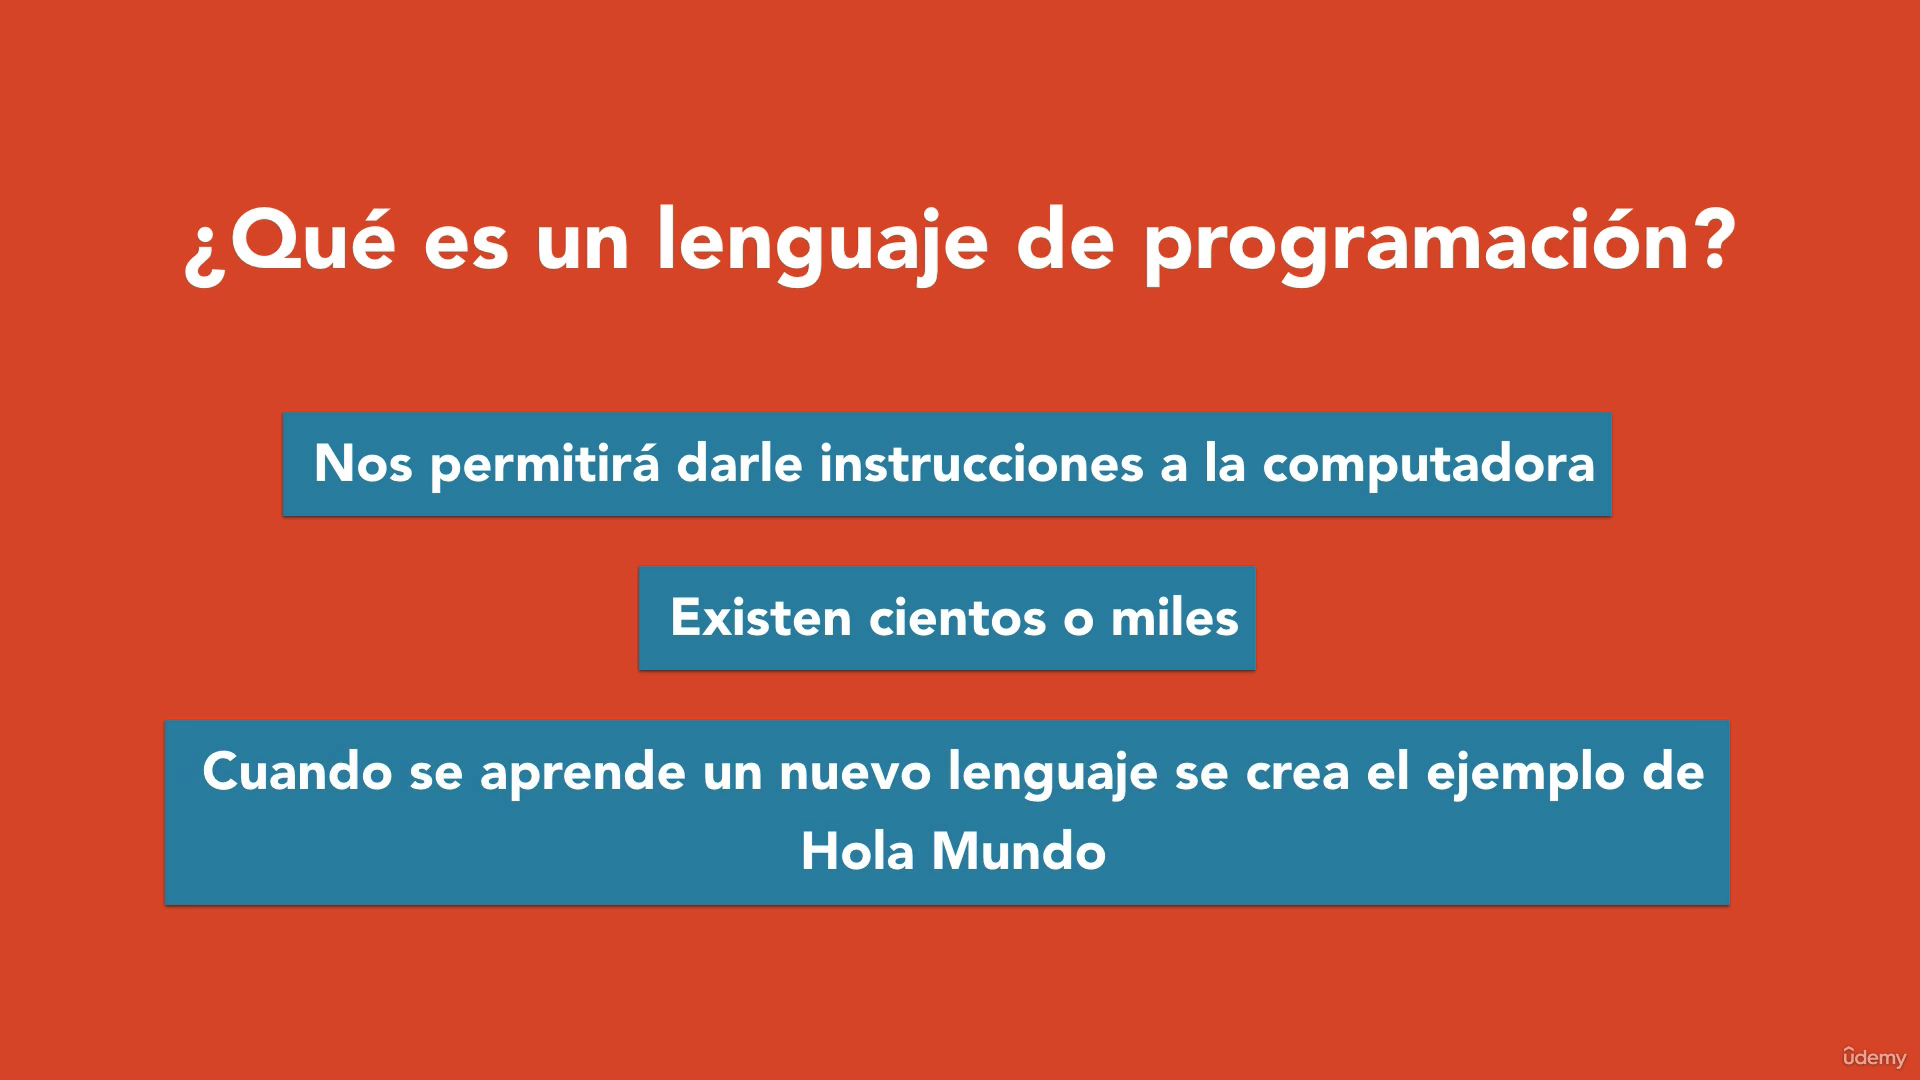 ¿Qué es un lenguaje de programación?
Nos permitirá darle instrucciones a la computadora
Existen cientos o miles
Cuando se aprende un nuevo lenguaje se crea el ejemplo de
Hola Mundo
ûdemy